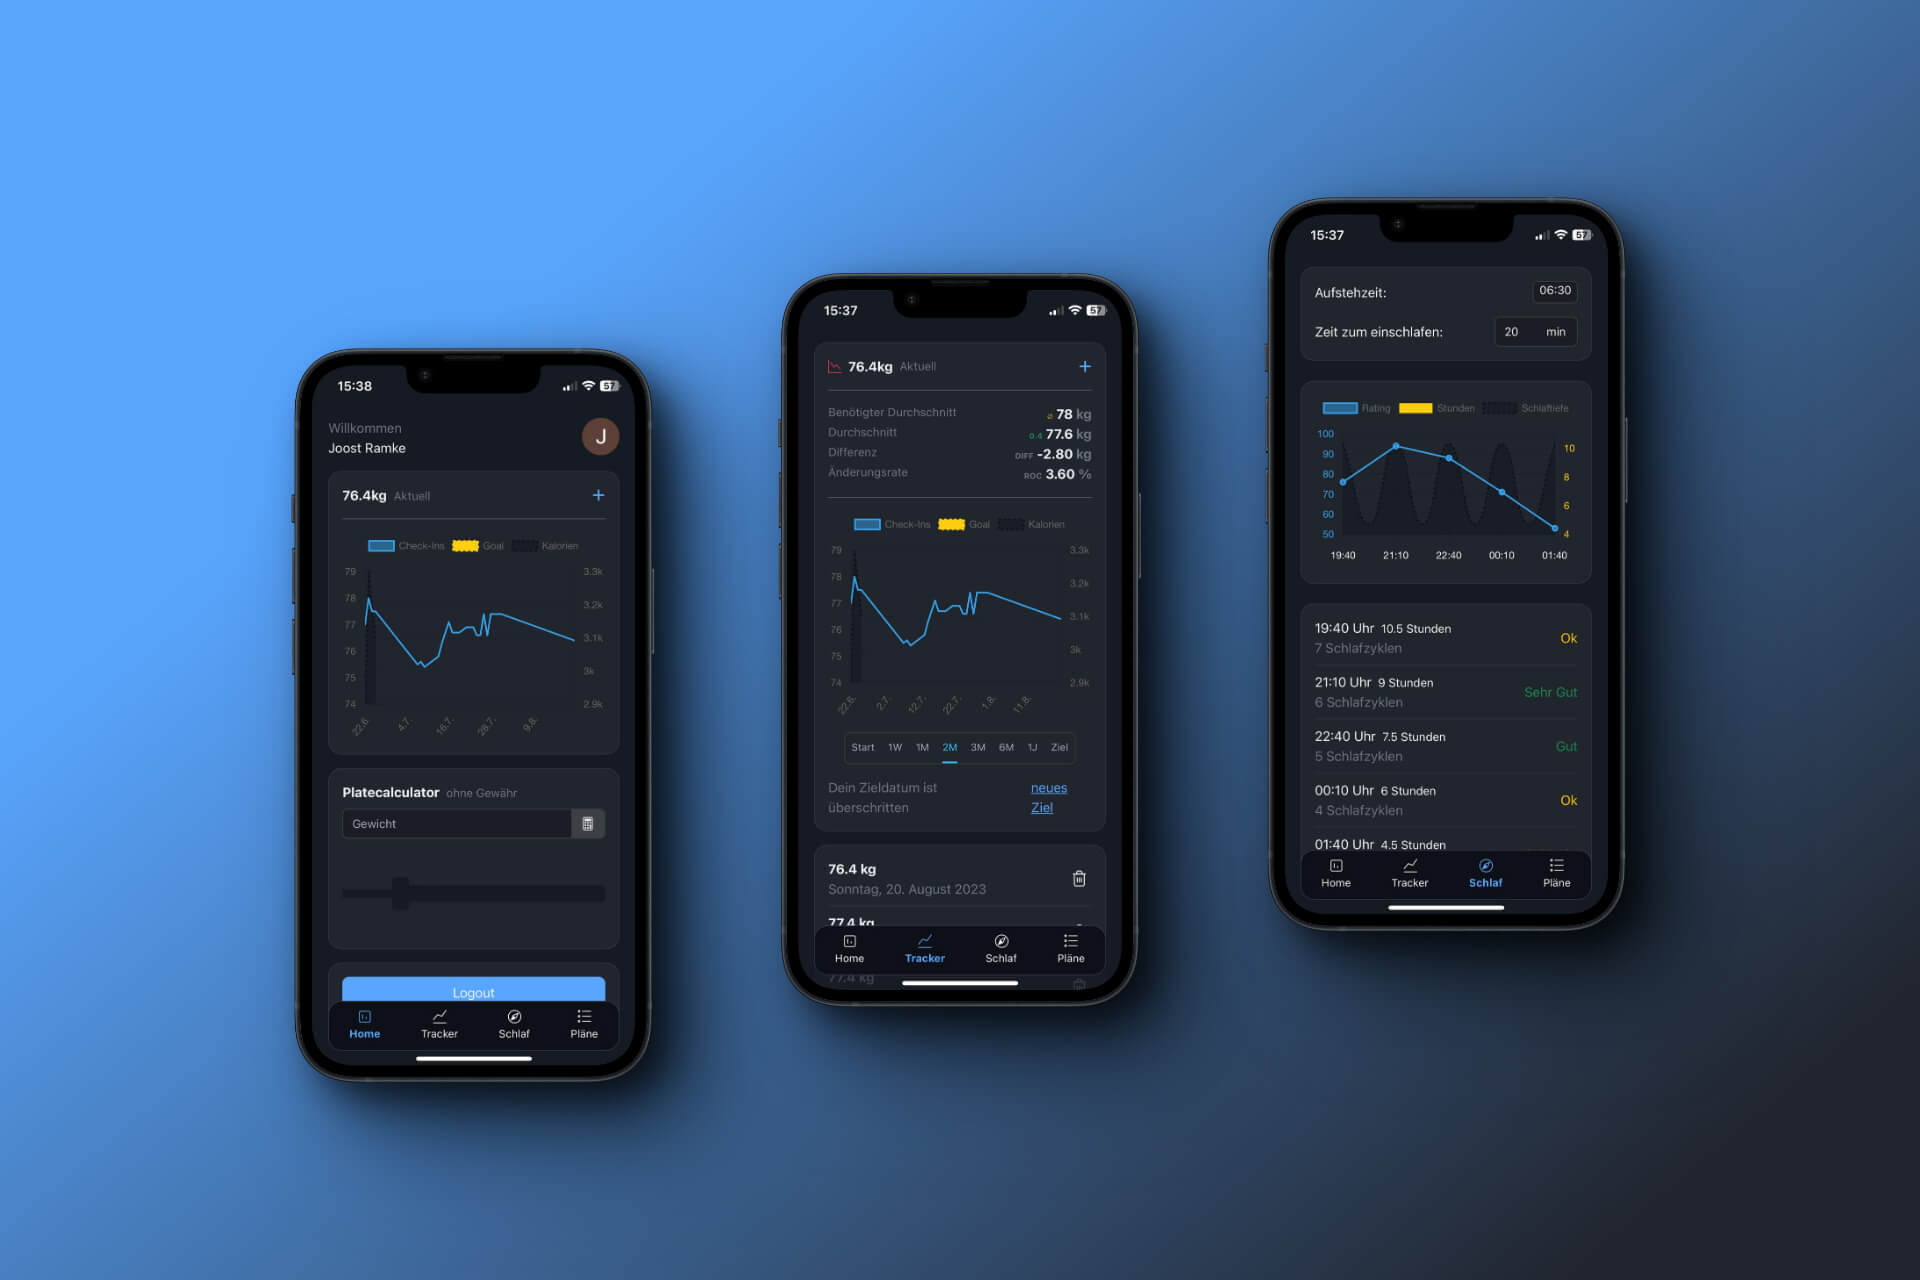 15:38
57
Willkommen
Joost Ramke
J
76.4kg Aktuell
Check-Ins Goal Kalorien
79 3.3k
78 3.2k
77
3.1k
76
75 3k
74 2.9k
22.6. 4.7. 16.7. 28.7. 9.8.
Platecalculator ohne Gewähr
Gewicht
Logout
Home Tracker Schlaf Pläne
15:37
57
76.4kg Aktuell
Benötigter Durchschnitt ⌀ 78 kg
Durchschnitt 0.4 77.6 kg
Differenz DIFF -2.80 kg
Änderungsrate ROC 3.60 %
Check-Ins Goal Kalorien
79 3.3k
78 3.2k
77
3.1k
76
75 3k
74 2.9k
22.6. 2.7. 12.7. 22.7. 1.8. 11.8.
Start 1W 1M 2M 3M 6M 1J Ziel
Dein Zieldatum ist neues
überschritten Ziel
76.4 kg
Sonntag, 20. August 2023
77.4 kg
77.4 kg
Home Tracker Schlaf Pläne
15:37
57
Aufstehzeit: 06:30
Zeit zum einschlafen: 20 min
Rating Stunden Schlaftiefe
100
90 10
80 8
70
60 6
50 4
19:40 21:10 22:40 00:10 01:40
19:40 Uhr 10.5 Stunden
7 Schlafzyklen
Ok
21:10 Uhr 9 Stunden
6 Schlafzyklen
Sehr Gut
22:40 Uhr 7.5 Stunden
5 Schlafzyklen
Gut
00:10 Uhr 6 Stunden
4 Schlafzyklen
Ok
01:40 Uhr 4.5 Stunden
Home Tracker Schlaf Pläne